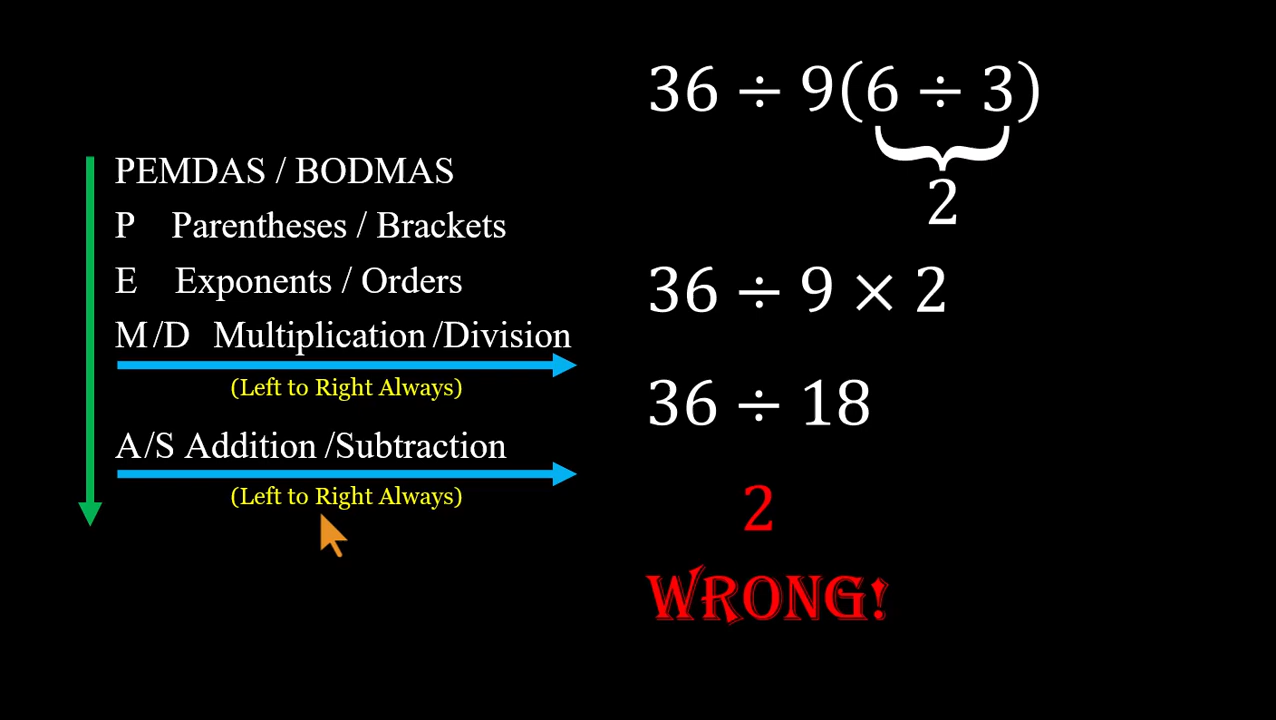 PEMDAS / BODMAS
P Parentheses / Brackets
E Exponents / Orders
M/D Multiplication /Division
(Left to Right Always)
A/S Addition /Subtraction
(Left to Right Always)
36 ÷ 9(6 ÷ 3)
2
36 ÷ 9 × 2
36 ÷ 18
2
WRONG!